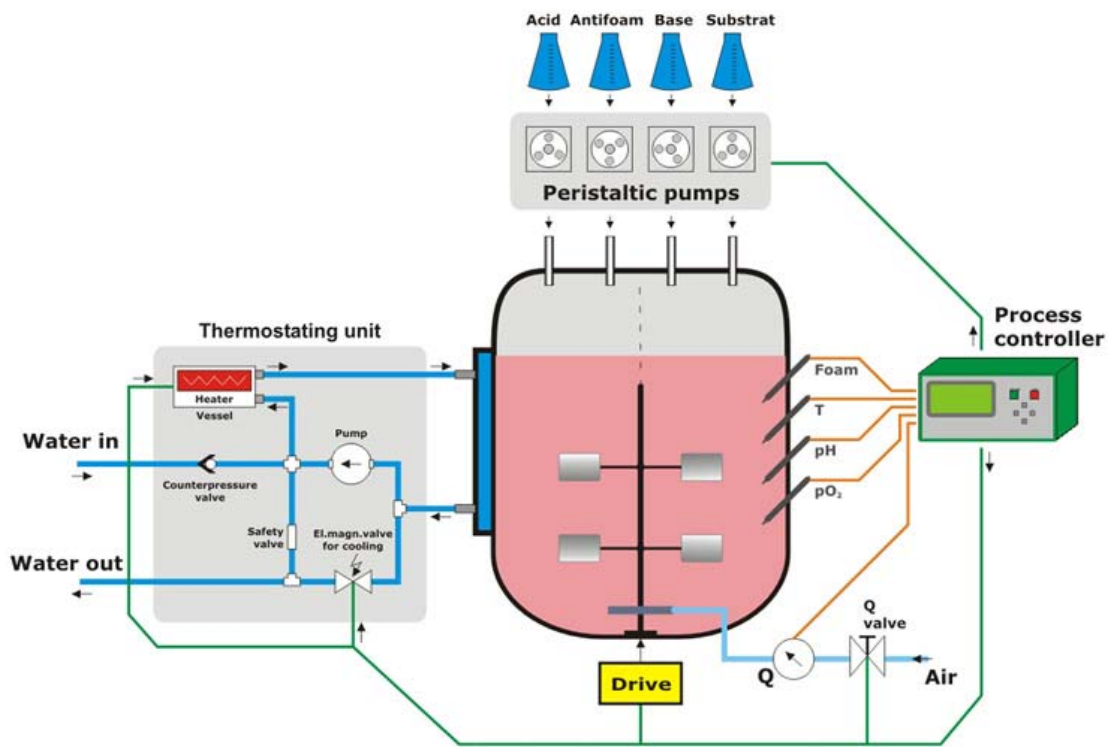 Acid Antifoam Base Substrat
Peristaltic pumps
Thermostating unit
Process
controller
Heater
Vessel
Foam
T
pH
pO₂
Water in
Pump
Counterpressure
valve
Safety
valve
El.magn.valve
for cooling
Water out
Q
valve
Q
Air
Drive